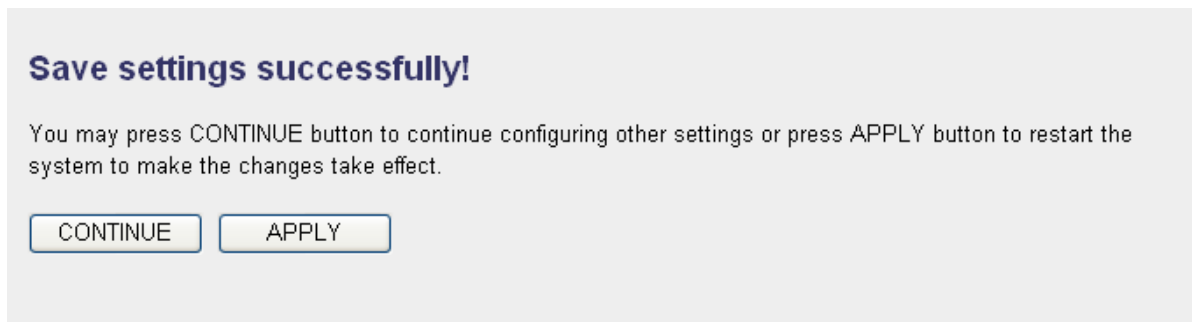 Save settings successfully!
You may press CONTINUE button to continue configuring other settings or press APPLY button to restart the
system to make the changes take effect.
CONTINUE APPLY